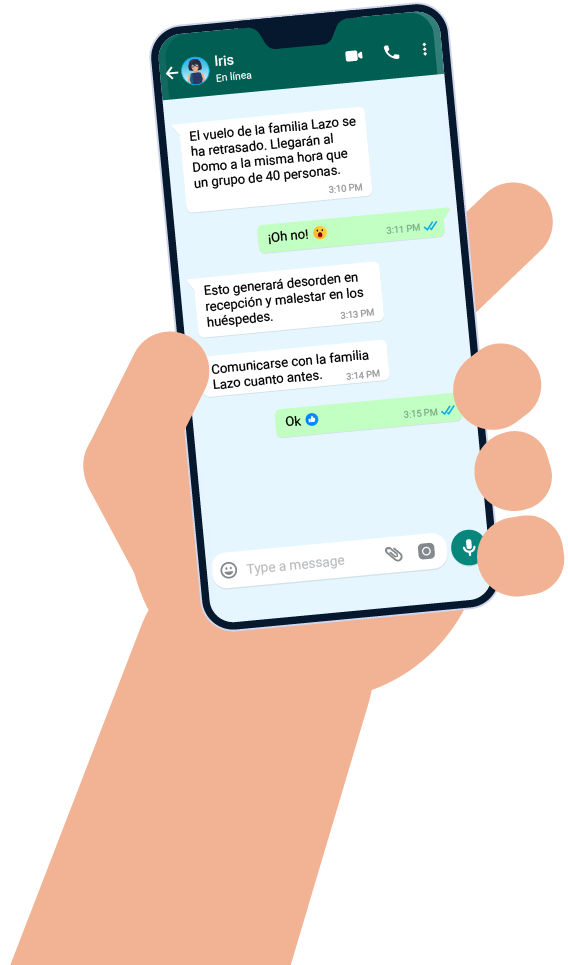 Iris
En línea
El vuelo de la familia Lazo se
ha retrasado. Llegarán al
Domo a la misma hora que
un grupo de 40 personas.
3:10 PM
¡Oh no! 😮
3:11 PM
Esto generará desorden en
recepción y malestar en los
huéspedes.
3:13 PM
Comunicarse con la familia
Lazo cuanto antes.
3:14 PM
Ok 👍
3:15 PM
Type a message